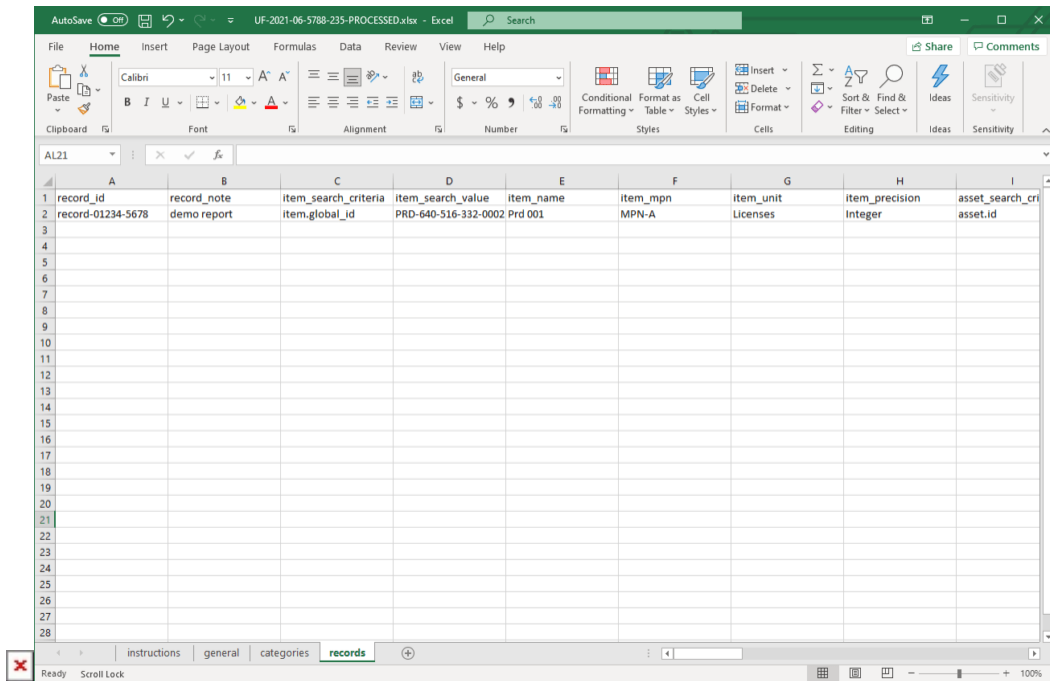 AutoSave Off UF-2021-06-5788-235-PROCESSED.xlsx - Excel Search
File Home Insert Page Layout Formulas Data Review View Help Share Comments
Paste Calibri 11 General Conditional Formatting Format as Table Cell Styles Insert Delete Format Sort & Filter Find & Select Ideas Sensitivity
Clipboard Font Alignment Number Styles Cells Editing Ideas Sensitivity
AL21 fx
A B C D E F G H I
1 record_id record_note item_search_criteria item_search_value item_name item_mpn item_unit item_precision asset_search_cri
2 record-01234-5678 demo report item.global_id PRD-640-516-332-0002 Prd 001 MPN-A Licenses Integer asset.id
3
4
5
6
7
8
9
10
11
12
13
14
15
16
17
18
19
20
21
22
23
24
25
26
27
28
instructions general categories records
Ready Scroll Lock 100%